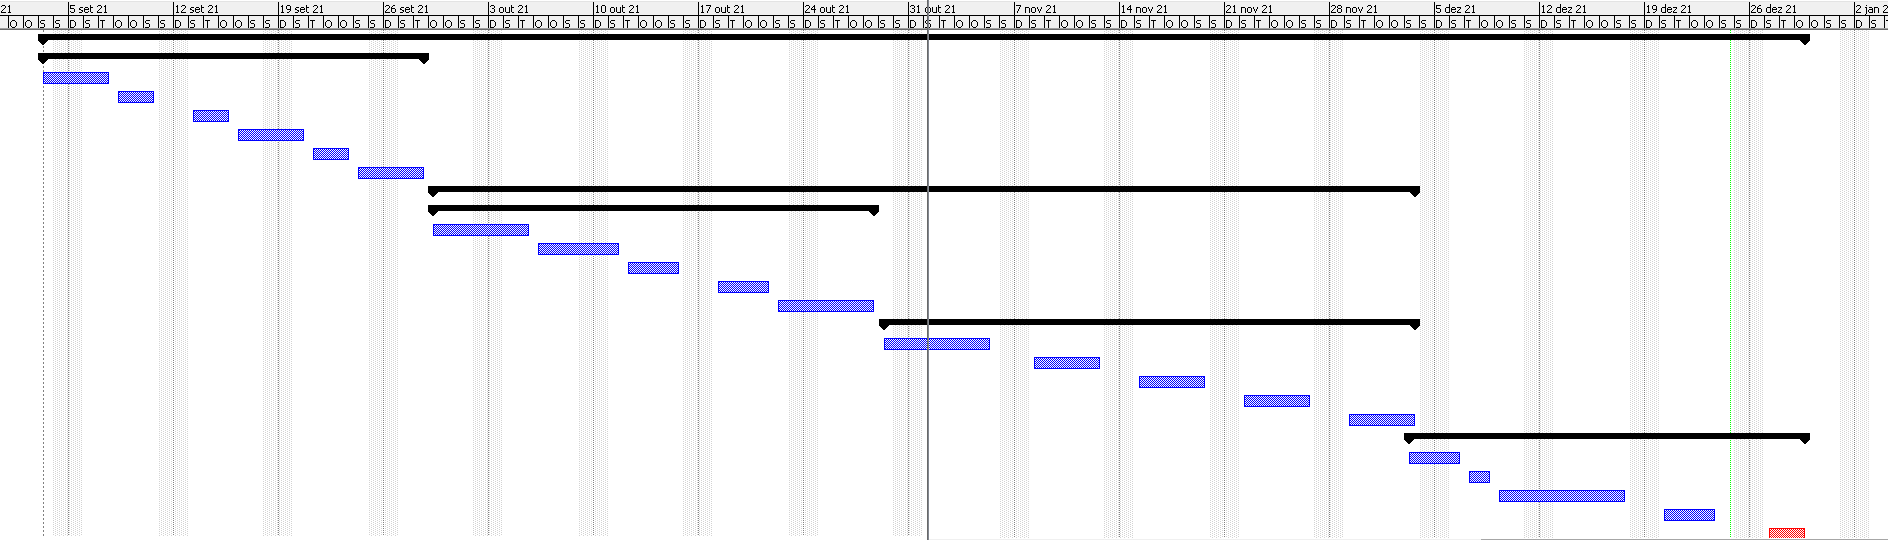 21 5 set 21 12 set 21 19 set 21 26 set 21 3 out 21 10 out 21 17 out 21 24 out 21 31 out 21 7 nov 21 14 nov 21 21 nov 21 28 nov 21 5 dez 21 12 dez 21 19 dez 21 26 dez 21 2 jan 2
O O S S D S T O O S S D S T O O S S D S T O O S S D S T O O S S D S T O O S S D S T O O S S D S T O O S S D S T O O S S D S T O O S S D S T O O S S D S T O O S S D S T O O S S D S T O O S S D S T O O S S D S T O O S S D S T O O S S D S T O O S S D S